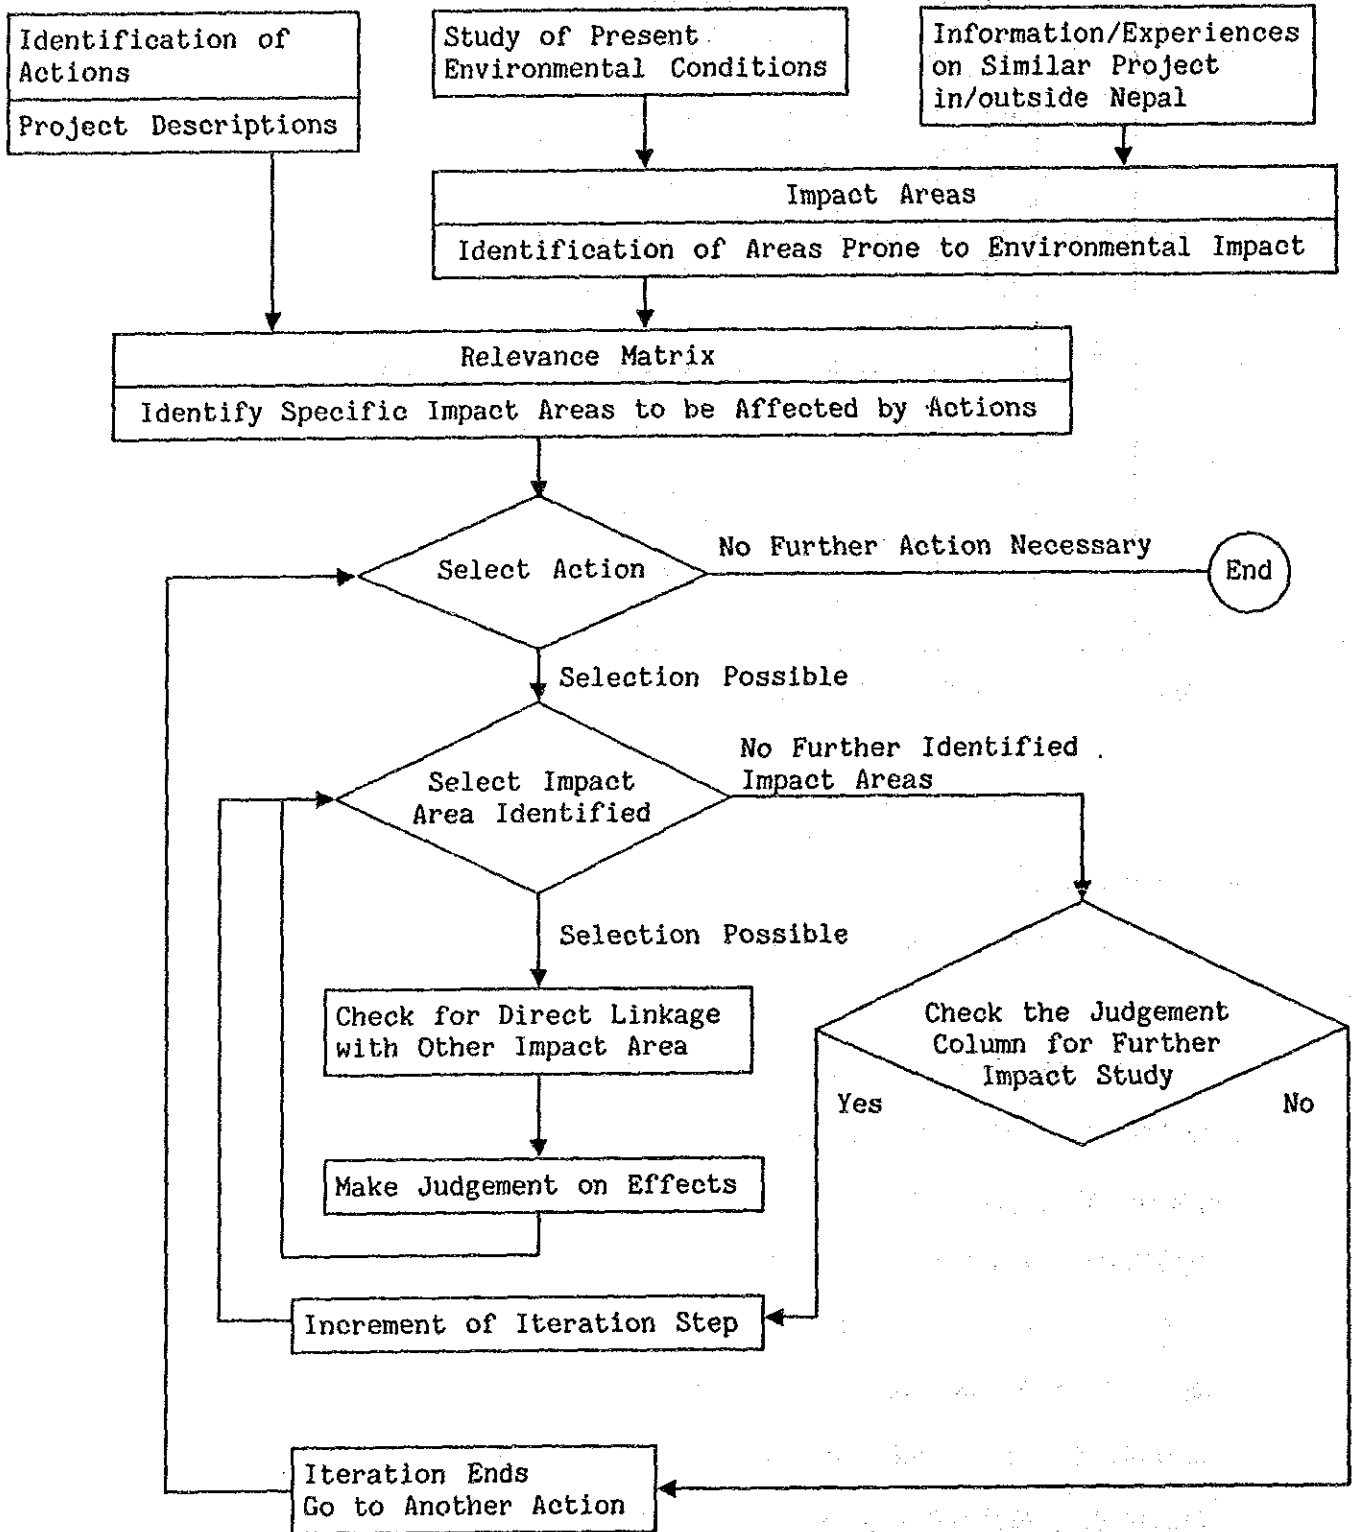 Identification of
Actions
Project Descriptions
Study of Present
Environmental Conditions
Information/Experiences
on Similar Project
in/outside Nepal
Impact Areas
Identification of Areas Prone to Environmental Impact
Relevance Matrix
Identify Specific Impact Areas to be Affected by Actions
Select Action
No Further Action Necessary
End
Selection Possible
Select Impact
Area Identified
No Further Identified
Impact Areas
Selection Possible
Check for Direct Linkage
with Other Impact Area
Check the Judgement
Column for Further
Impact Study
Yes
No
Make Judgement on Effects
Increment of Iteration Step
Iteration Ends
Go to Another Action